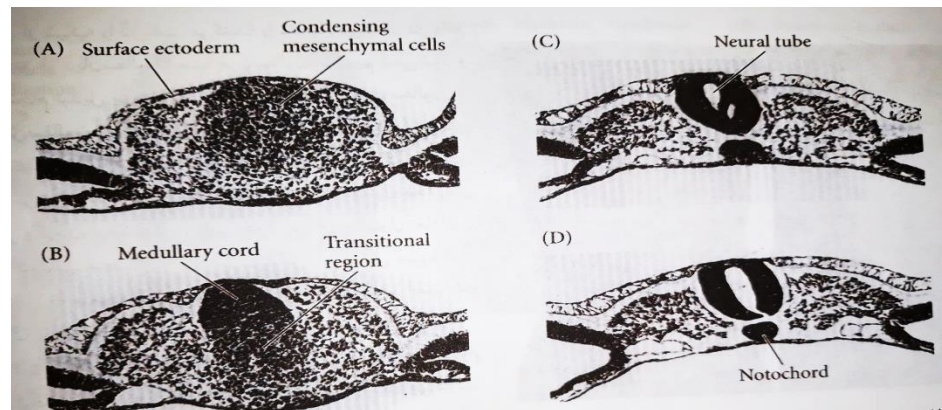 (A)
Surface ectoderm
Condensing
mesenchymal cells
(B)
Medullary cord
Transitional
region
(C)
Neural tube
(D)
Notochord